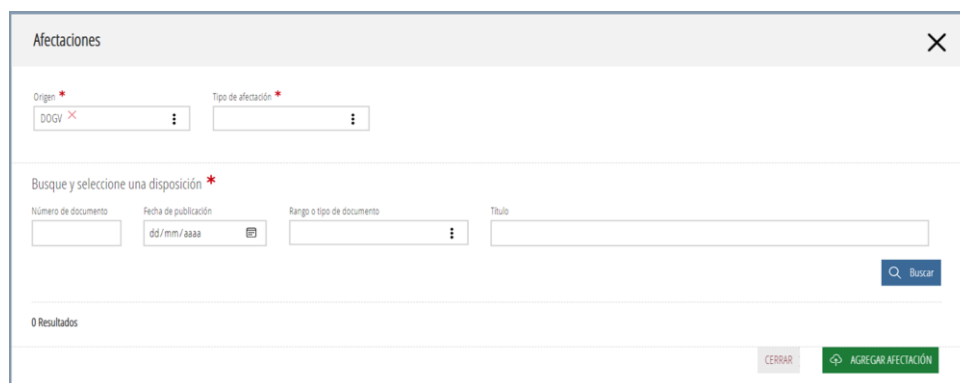 Afectaciones
Origen * Tipo de afectación *
DOGV
Busque y seleccione una disposición *
Número de documento Fecha de publicación Rango o tipo de documento Título
dd/mm/aaaa
Buscar
0 Resultados
CERRAR AGREGAR AFECTACIÓN